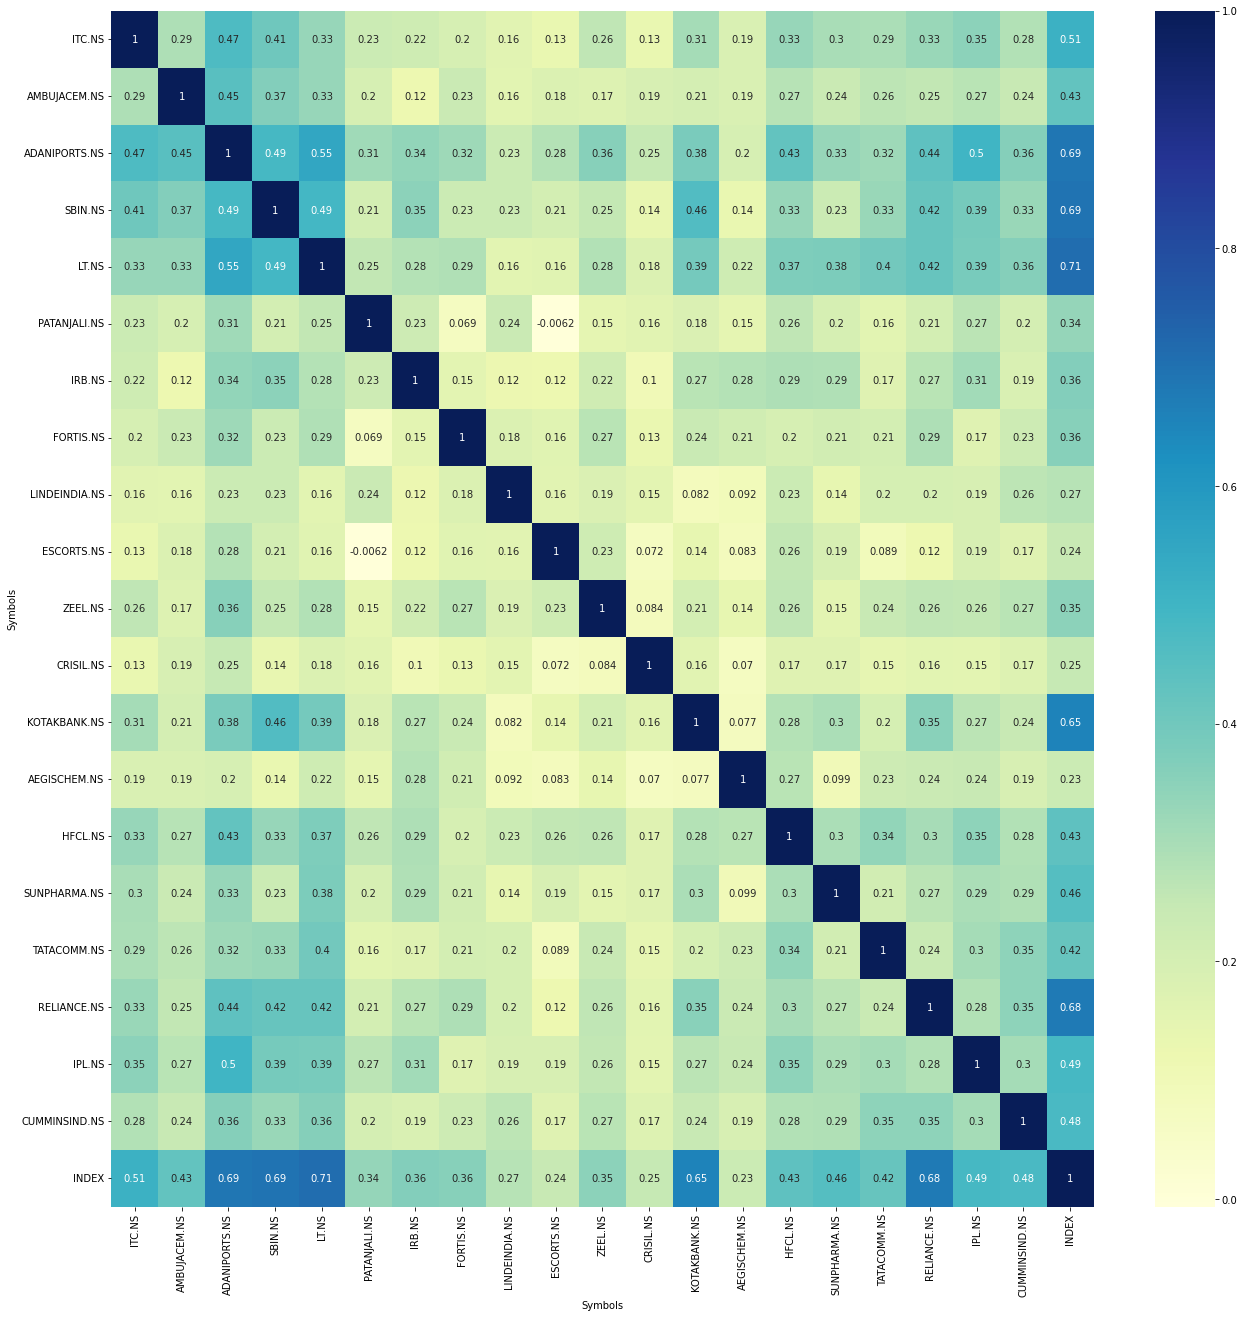 ITC.NS 1 0.29 0.47 0.41 0.33 0.23 0.22 0.2 0.16 0.13 0.26 0.13 0.31 0.19 0.33 0.3 0.29 0.33 0.35 0.28 0.51
AMBUJACEM.NS 0.29 1 0.45 0.37 0.33 0.2 0.12 0.23 0.16 0.18 0.17 0.19 0.21 0.19 0.27 0.24 0.26 0.25 0.27 0.24 0.43
ADANIPORTS.NS 0.47 0.45 1 0.49 0.55 0.31 0.34 0.32 0.23 0.28 0.36 0.25 0.38 0.2 0.43 0.33 0.32 0.44 0.5 0.36 0.69
SBIN.NS 0.41 0.37 0.49 1 0.49 0.21 0.35 0.23 0.23 0.21 0.25 0.14 0.46 0.14 0.33 0.23 0.33 0.42 0.39 0.33 0.69
LT.NS 0.33 0.33 0.55 0.49 1 0.25 0.28 0.29 0.16 0.16 0.28 0.18 0.39 0.22 0.37 0.38 0.4 0.42 0.39 0.36 0.71
PATANJALI.NS 0.23 0.2 0.31 0.21 0.25 1 0.23 0.069 0.24 -0.0062 0.15 0.16 0.18 0.15 0.26 0.2 0.16 0.21 0.27 0.2 0.34
IRB.NS 0.22 0.12 0.34 0.35 0.28 0.23 1 0.15 0.12 0.12 0.22 0.1 0.27 0.28 0.29 0.29 0.17 0.27 0.31 0.19 0.36
FORTIS.NS 0.2 0.23 0.32 0.23 0.29 0.069 0.15 1 0.18 0.16 0.27 0.13 0.24 0.21 0.2 0.21 0.21 0.29 0.17 0.23 0.36
LINDEINDIA.NS 0.16 0.16 0.23 0.23 0.16 0.24 0.12 0.18 1 0.16 0.19 0.15 0.082 0.092 0.23 0.14 0.2 0.2 0.19 0.26 0.27
ESCORTS.NS 0.13 0.18 0.28 0.21 0.16 -0.0062 0.12 0.16 0.16 1 0.23 0.072 0.14 0.083 0.26 0.19 0.089 0.12 0.19 0.17 0.24
ZEEL.NS 0.26 0.17 0.36 0.25 0.28 0.15 0.22 0.27 0.19 0.23 1 0.084 0.21 0.14 0.26 0.15 0.24 0.26 0.26 0.27 0.35
CRISIL.NS 0.13 0.19 0.25 0.14 0.18 0.16 0.1 0.13 0.15 0.072 0.084 1 0.16 0.07 0.17 0.17 0.15 0.16 0.15 0.17 0.25
KOTAKBANK.NS 0.31 0.21 0.38 0.46 0.39 0.18 0.27 0.24 0.082 0.14 0.21 0.16 1 0.077 0.28 0.3 0.2 0.35 0.27 0.24 0.65
AEGISCHEM.NS 0.19 0.19 0.2 0.14 0.22 0.15 0.28 0.21 0.092 0.083 0.14 0.07 0.077 1 0.27 0.099 0.23 0.24 0.24 0.19 0.23
HFCL.NS 0.33 0.27 0.43 0.33 0.37 0.26 0.29 0.2 0.23 0.26 0.26 0.17 0.28 0.27 1 0.3 0.34 0.3 0.35 0.28 0.43
SUNPHARMA.NS 0.3 0.24 0.33 0.23 0.38 0.2 0.29 0.21 0.14 0.19 0.15 0.17 0.3 0.099 0.3 1 0.21 0.27 0.29 0.29 0.46
TATACOMM.NS 0.29 0.26 0.32 0.33 0.4 0.16 0.17 0.21 0.2 0.089 0.24 0.15 0.2 0.23 0.34 0.21 1 0.24 0.3 0.35 0.42
RELIANCE.NS 0.33 0.25 0.44 0.42 0.42 0.21 0.27 0.29 0.2 0.12 0.26 0.16 0.35 0.24 0.3 0.27 0.24 1 0.28 0.35 0.68
IPL.NS 0.35 0.27 0.5 0.39 0.39 0.27 0.31 0.17 0.19 0.19 0.26 0.15 0.27 0.24 0.35 0.29 0.3 0.28 1 0.3 0.49
CUMMINSIND.NS 0.28 0.24 0.36 0.33 0.36 0.2 0.19 0.23 0.26 0.17 0.27 0.17 0.24 0.19 0.28 0.29 0.35 0.35 0.3 1 0.48
INDEX 0.51 0.43 0.69 0.69 0.71 0.34 0.36 0.36 0.27 0.24 0.35 0.25 0.65 0.23 0.43 0.46 0.42 0.68 0.49 0.48 1
Symbols
ITC.NS AMBUJACEM.NS ADANIPORTS.NS SBIN.NS LT.NS PATANJALI.NS IRB.NS FORTIS.NS LINDEINDIA.NS ESCORTS.NS ZEEL.NS CRISIL.NS KOTAKBANK.NS AEGISCHEM.NS HFCL.NS SUNPHARMA.NS TATACOMM.NS RELIANCE.NS IPL.NS CUMMINSIND.NS INDEX
Symbols
1.0
0.8
0.6
0.4
0.2
0.0